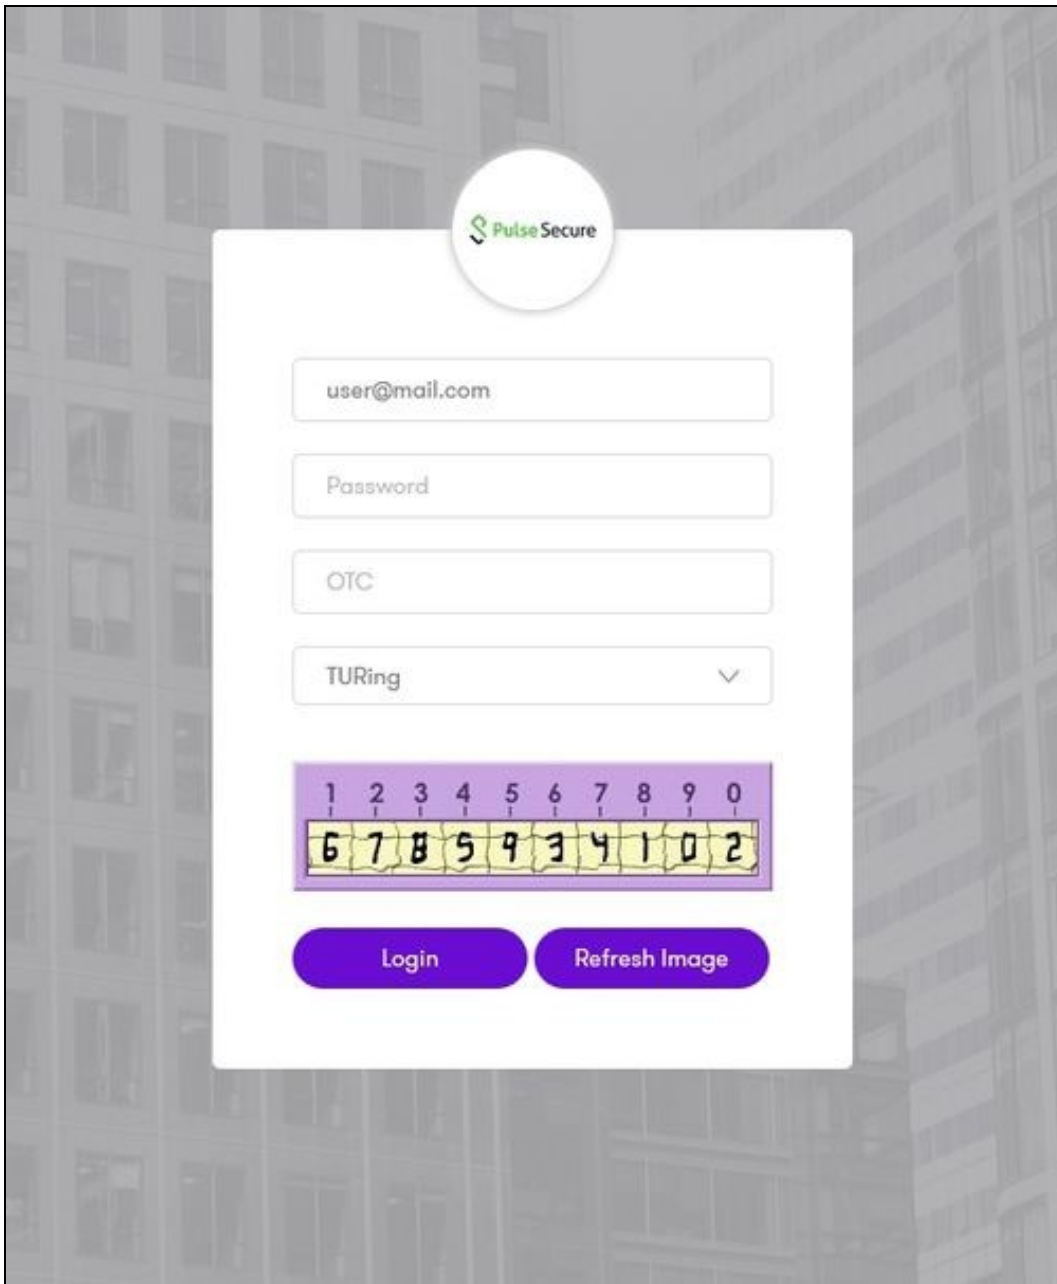 Pulse Secure
user@mail.com
Password
OTC
TURing
1 2 3 4 5 6 7 8 9 0
6 7 8 5 9 3 4 1 0 2
Login Refresh Image